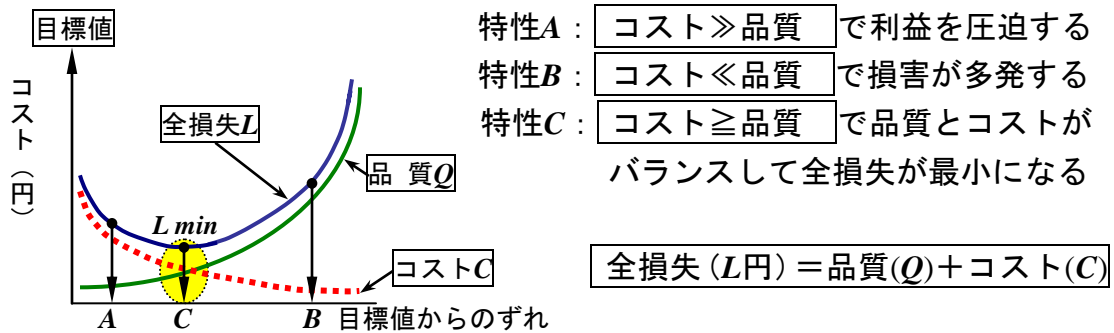 目標値
コスト（円）
全損失L
品 質Q
L min
コストC
A
C
B
目標値からのずれ
特性A：コスト≫品質 で利益を圧迫する
特性B：コスト≪品質 で損害が多発する
特性C：コスト≧品質 で品質とコストが
バランスして全損失が最小になる
全損失(L円)＝品質(Q)＋コスト(C)